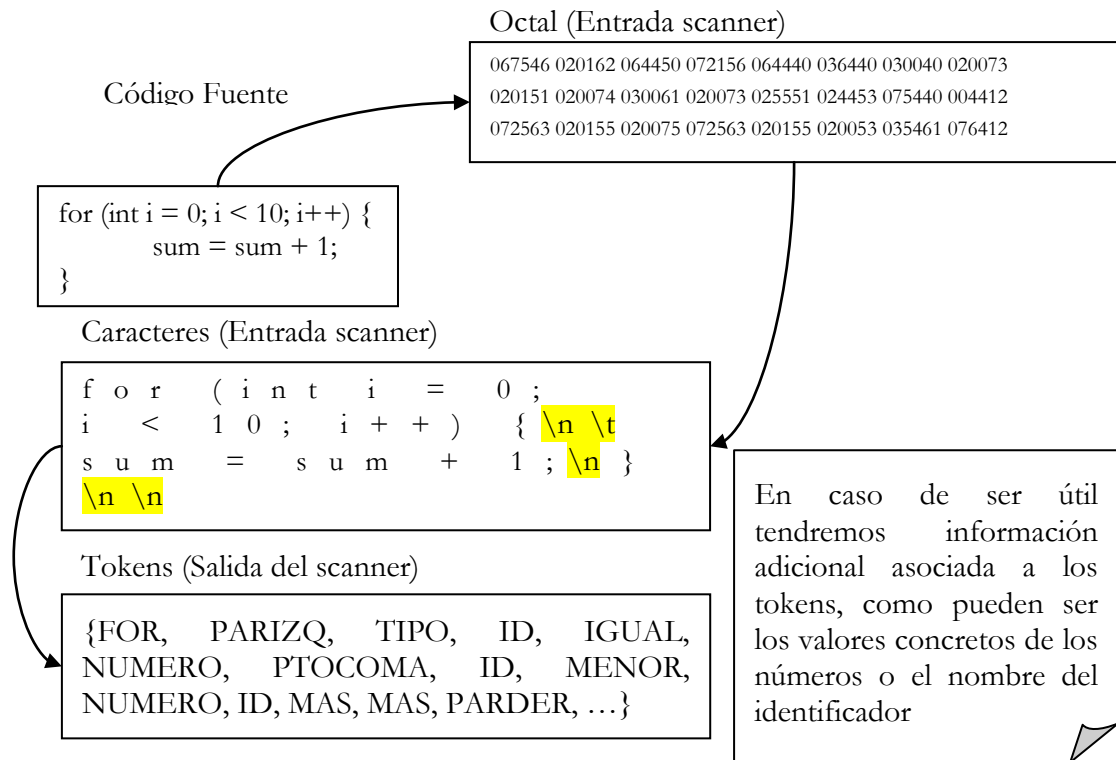 Octal (Entrada scanner)
067546 020162 064450 072156 064440 036440 030040 020073
020151 020074 030061 020073 025551 024453 075440 004412
072563 020155 020075 072563 020155 020053 035461 076412
Código Fuente
for (int i = 0; i < 10; i++) {
sum = sum + 1;
}
Caracteres (Entrada scanner)
f o r ( i n t i = 0 ;
i < 1 0 ; i + + ) { \n \t
s u m = s u m + 1 ; \n }
\n \n
Tokens (Salida del scanner)
{FOR, PARIZQ, TIPO, ID, IGUAL,
NUMERO, PTOCOMA, ID, MENOR,
NUMERO, ID, MAS, MAS, PARDER, …}
En caso de ser útil
tendremos información
adicional asociada a los
tokens, como pueden ser
los valores concretos de los
números o el nombre del
identificador